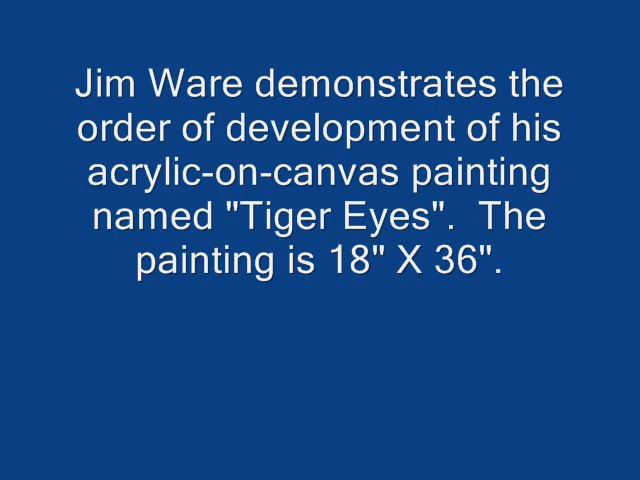 Jim Ware demonstrates the
order of development of his
acrylic-on-canvas painting
named "Tiger Eyes".  The
painting is 18" X 36".